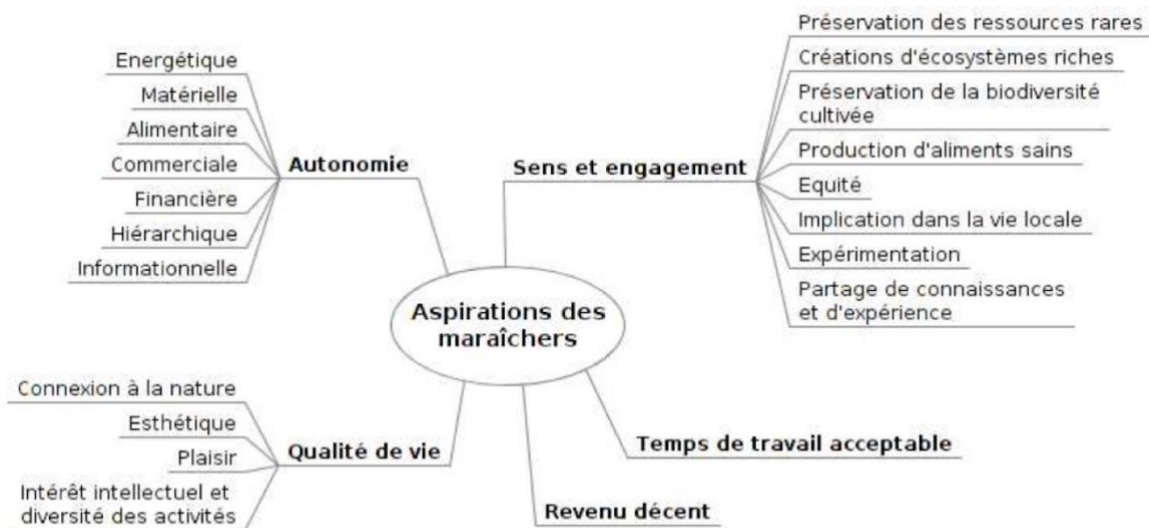 Aspirations des
maraîchers
Autonomie
Energétique
Matérielle
Alimentaire
Commerciale
Financière
Hiérarchique
Informationnelle
Sens et engagement
Préservation des ressources rares
Créations d'écosystèmes riches
Préservation de la biodiversité
cultivée
Production d'aliments sains
Equité
Implication dans la vie locale
Expérimentation
Partage de connaissances
et d'expérience
Qualité de vie
Connexion à la nature
Esthétique
Plaisir
Intérêt intellectuel et
diversité des activités
Temps de travail acceptable
Revenu décent